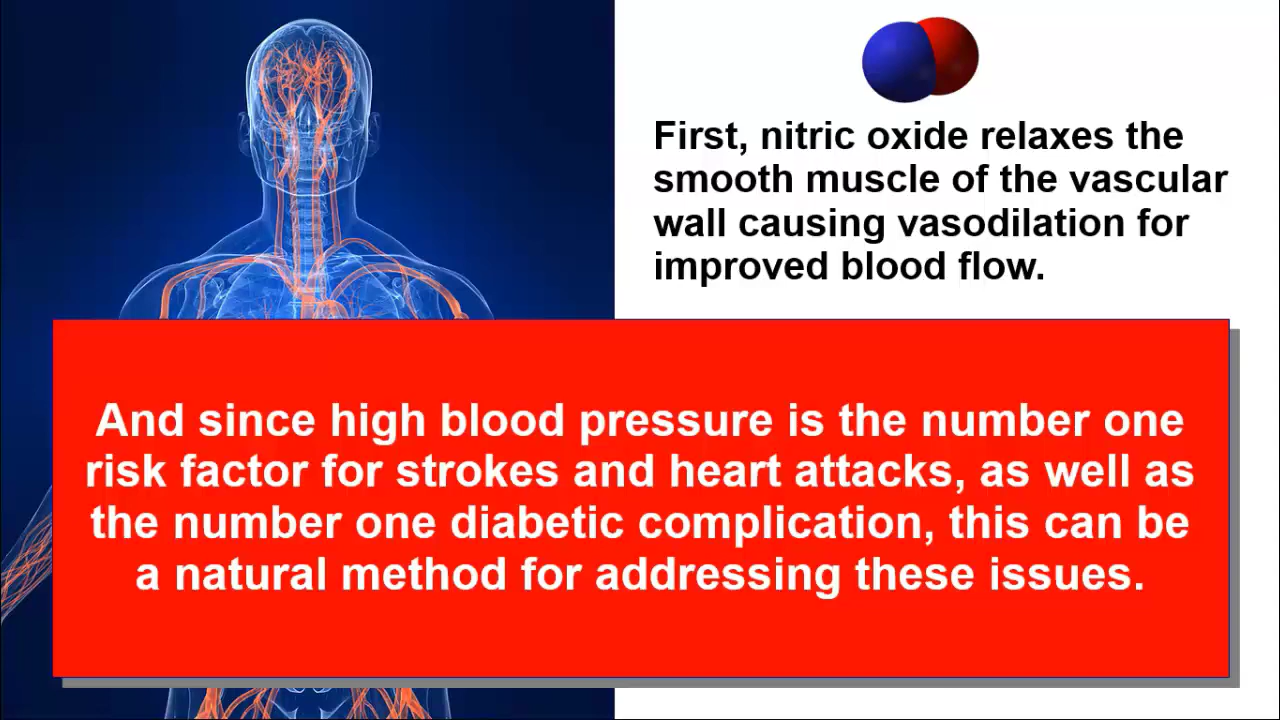 First, nitric oxide relaxes the
smooth muscle of the vascular
wall causing vasodilation for
improved blood flow.
And since high blood pressure is the number one
risk factor for strokes and heart attacks, as well as
the number one diabetic complication, this can be
a natural method for addressing these issues.